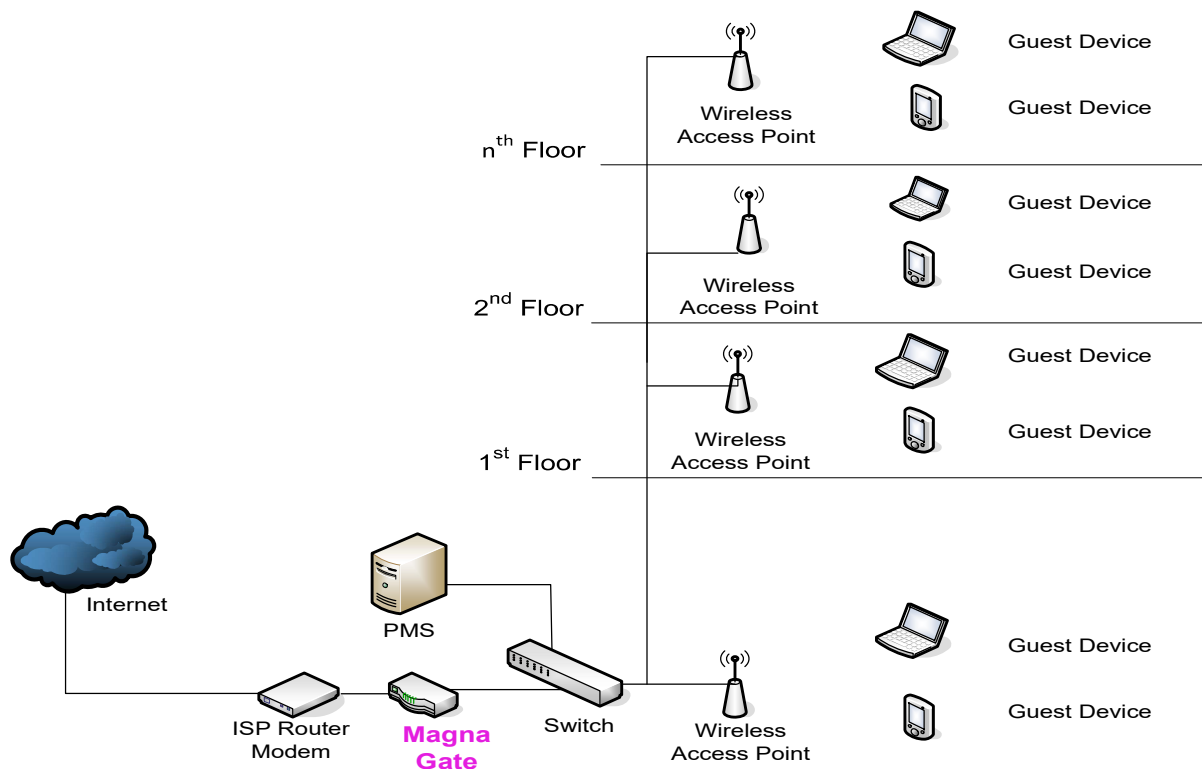 Guest Device
Wireless
Access Point
Guest Device
nth Floor
Guest Device
Wireless
Access Point
Guest Device
2nd Floor
Guest Device
Wireless
Access Point
Guest Device
1st Floor
Internet
PMS
Guest Device
ISP Router
Modem
Magna
Gate
Switch
Wireless
Access Point
Guest Device